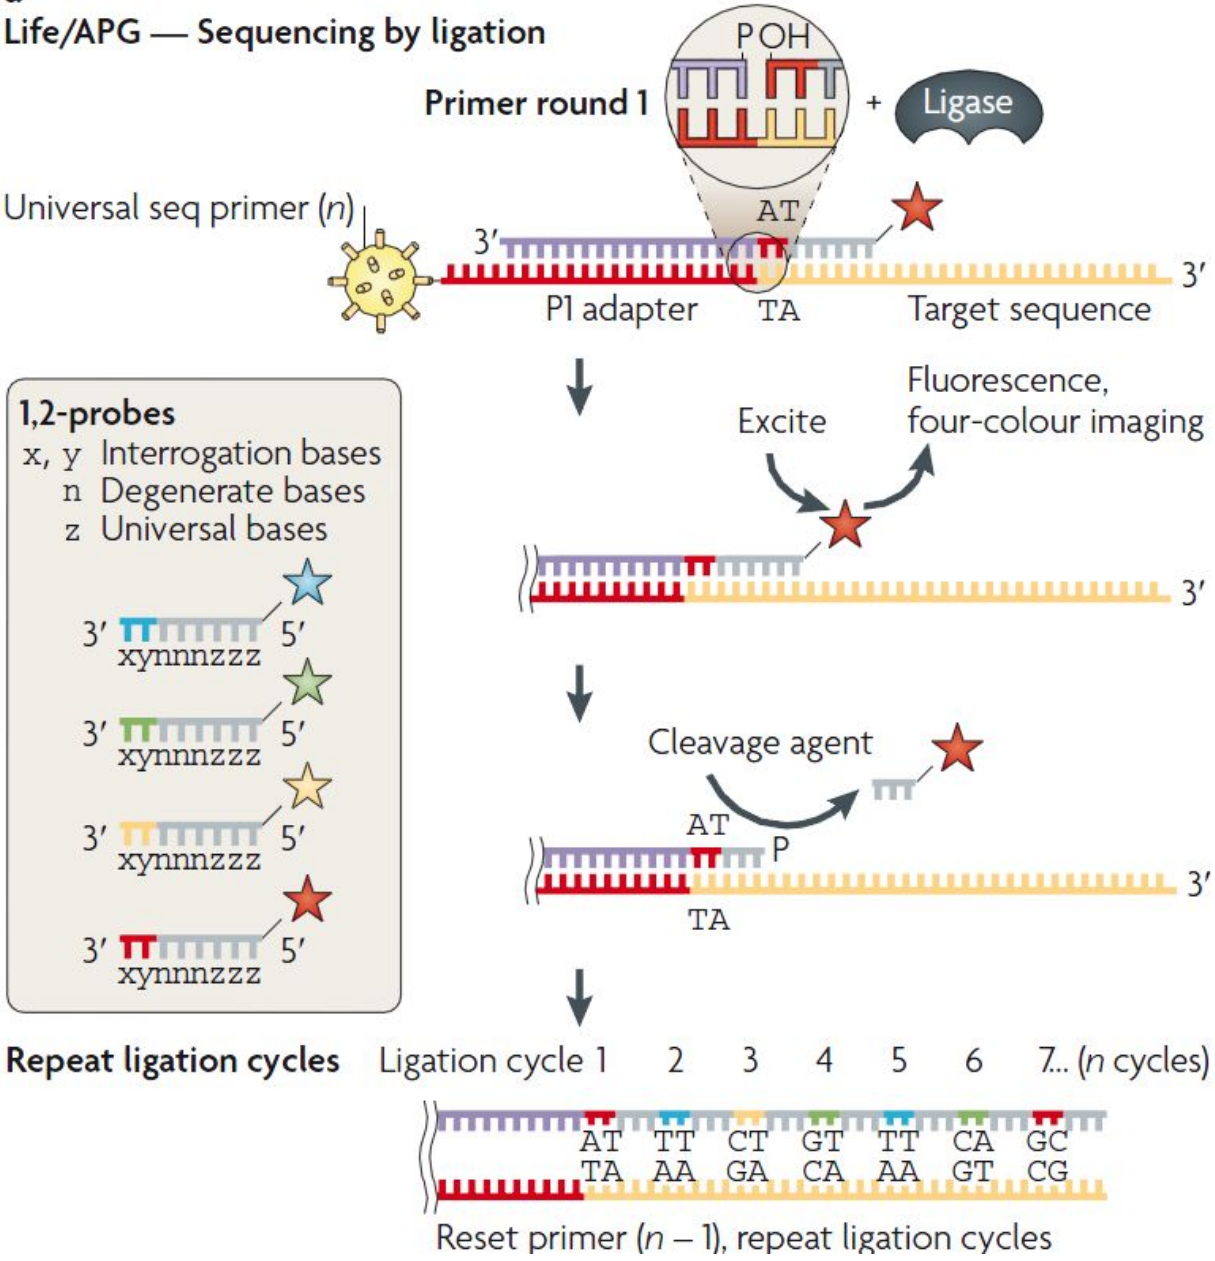 Life/APG — Sequencing by ligation
P OH
Primer round 1
+
Ligase
Universal seq primer (n)
AT
3′
3′
P1 adapter
TA
Target sequence
1,2-probes
x, y Interrogation bases
n Degenerate bases
z Universal bases
3′ 5′
xynnnzzz
3′ 5′
xynnnzzz
3′ 5′
xynnnzzz
3′ 5′
xynnnzzz
Excite
Fluorescence,
four-colour imaging
3′
Cleavage agent
AT
P
3′
TA
Repeat ligation cycles
Ligation cycle 1 2 3 4 5 6 7... (n cycles)
AT TT CT GT TT CA GC
TA AA GA CA AA GT CG
Reset primer (n – 1), repeat ligation cycles